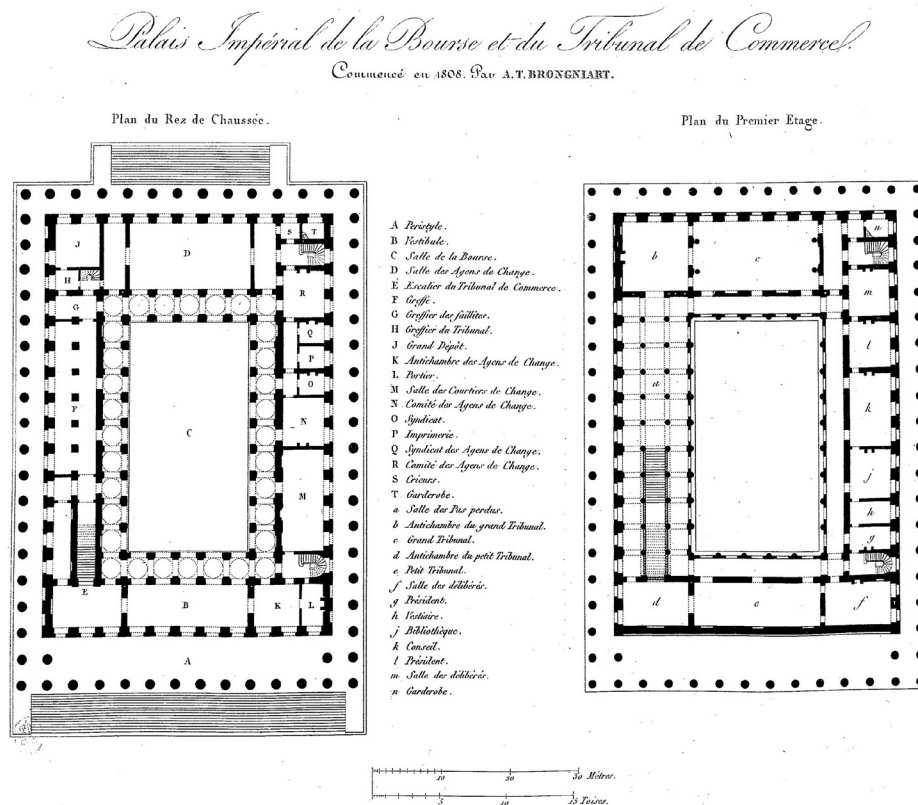 Palais Impérial de la Bourse et du Tribunal de Commerce.
Commencé en 1808. Par A.T. BRONGNIART.
Plan du Rez de Chaussée.
J
D
S
T
H
R
G
Q
P
O
F
C
N
M
E
B
K
L
A
A Peristyle.
B Vestibule.
C Salle de la Bourse.
D Salle des Agens de Change.
E Escalier du Tribunal de Commerce.
F Greffe.
G Greffier des faillites.
H Greffier du Tribunal.
J Grand Dépôt.
K Antichambre des Agens de Change.
L Portier.
M Salle des Courtiers de Change.
N Comité des Agens de Change.
O Syndicat.
P Imprimerie.
Q Syndicat des Agens de Change.
R Comité des Agens de Change.
S Crieurs.
T Garderobe.
a Salle des Pas perdus.
b Antichambre du grand Tribunal.
c Grand Tribunal.
d Antichambre du petit Tribunal.
e Petit Tribunal.
f Salle des délibérés.
g Président.
h Vestiaire.
j Bibliothèque.
k Conseil.
l Président.
m Salle des délibérés.
n Garderobe.
Plan du Premier Etage.
n
b
c
m
l
a
k
j
h
g
d
e
f
10 20 30 Métres.
5 10 15 Toises.